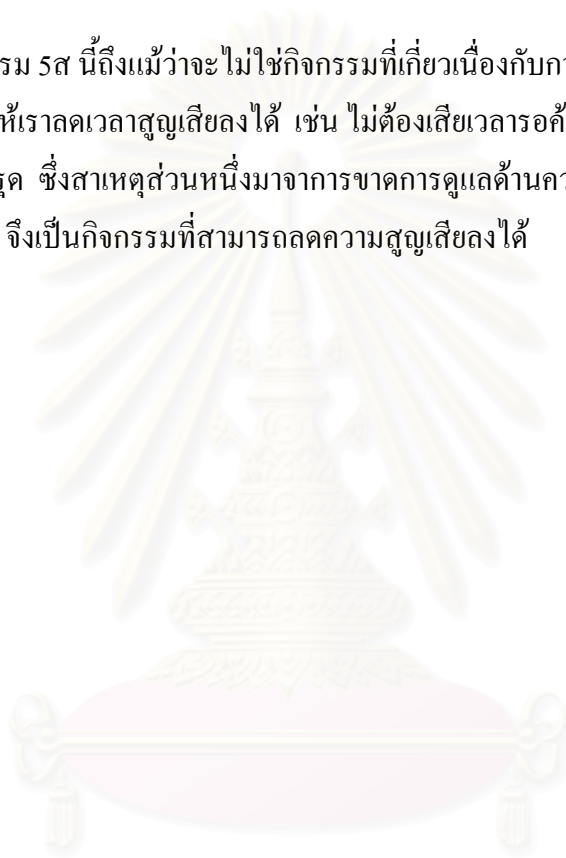 รม 5ส นี้ถึงแม้ว่าจะไม่ใช่กิจกรรมที่เกี่ยวเนื่องกับกา
ห้เราลดเวลาสูญเสียลงได้ เช่น ไม่ต้องเสียเวลารอค้
รุด ซึ่งสาเหตุส่วนหนึ่งมาจาการขาดการดูแลด้านคว
จึงเป็นกิจกรรมที่สามารถลดความสูญเสียลงได้